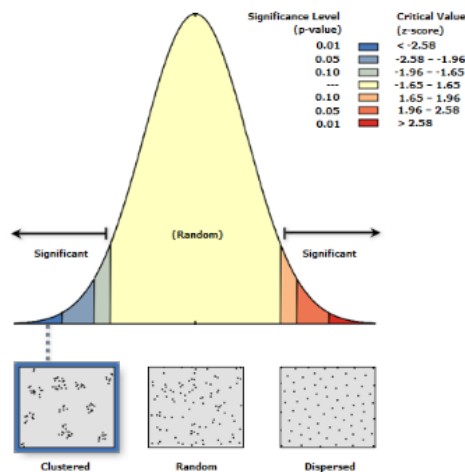 Significance Level Critical Value
(p-value) (z-score)
0.01 < -2.58
0.05 -2.58 – -1.96
0.10 -1.96 – -1.65
--- -1.65 – 1.65
0.10 1.65 – 1.96
0.05 1.96 – 2.58
0.01 > 2.58
(Random)
Significant Significant
Clustered Random Dispersed